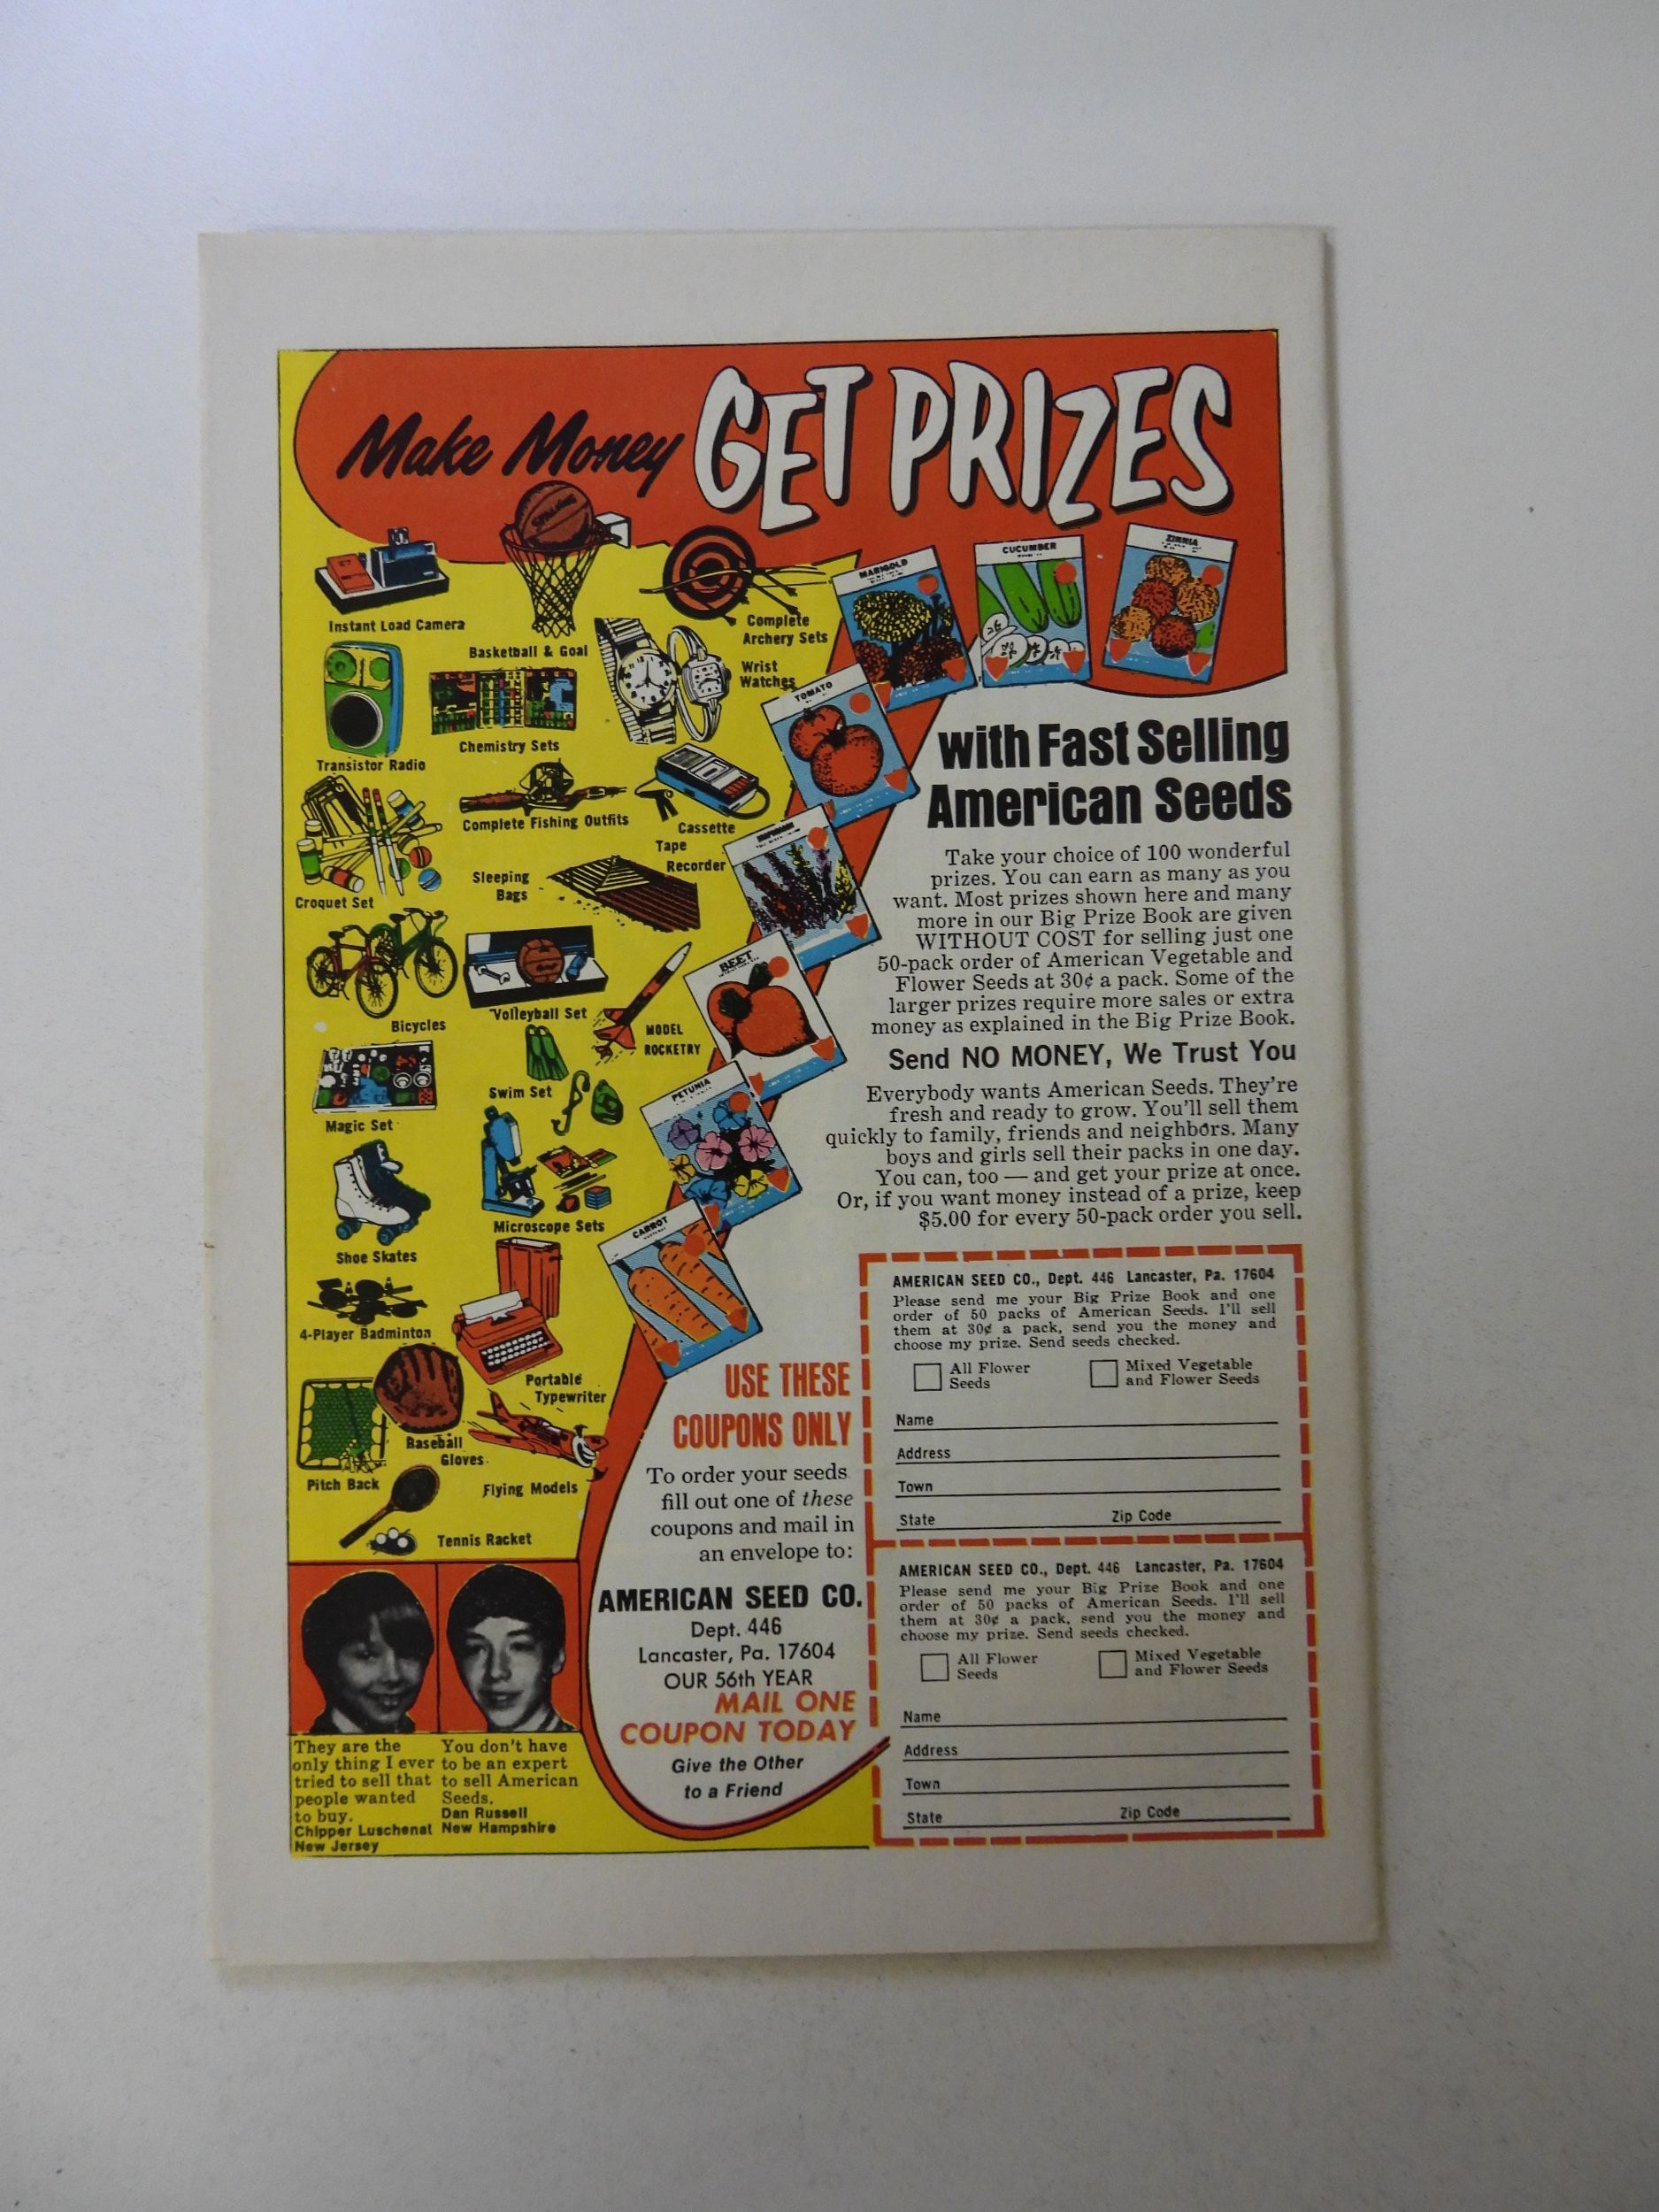 Make Money GET PRIZES
SPALDING
Instant Load Camera
Basketball & Goal
Complete
Archery Sets
Wrist
Watches
Transistor Radio
Chemistry Sets
Complete Fishing Outfits
Cassette
Tape
Recorder
Croquet Set
Sleeping
Bags
Bicycles
Volleyball Set
MODEL
ROCKETRY
Magic Set
Swim Set
Shoe Skates
Microscope Sets
4-Player Badminton
Portable
Typewriter
Pitch Back
Baseball
Gloves
Flying Models
Tennis Racket
MARIGOLD
CUCUMBER
ZINNIA
TOMATO
BEET
PETUNIA
CARROT
with Fast Selling
American Seeds
Take your choice of 100 wonderful
prizes. You can earn as many as you
want. Most prizes shown here and many
more in our Big Prize Book are given
WITHOUT COST for selling just one
50-pack order of American Vegetable and
Flower Seeds at 30¢ a pack. Some of the
larger prizes require more sales or extra
money as explained in the Big Prize Book.
Send NO MONEY, We Trust You
Everybody wants American Seeds. They're
fresh and ready to grow. You'll sell them
quickly to family, friends and neighbors. Many
boys and girls sell their packs in one day.
You can, too — and get your prize at once.
Or, if you want money instead of a prize, keep
$5.00 for every 50-pack order you sell.
USE THESE
COUPONS ONLY
To order your seeds
fill out one of these
coupons and mail in
an envelope to:
AMERICAN SEED CO.
Dept. 446
Lancaster, Pa. 17604
OUR 56th YEAR
MAIL ONE
COUPON TODAY
Give the Other
to a Friend
AMERICAN SEED CO., Dept. 446 Lancaster, Pa. 17604
Please send me your Big Prize Book and one
order of 50 packs of American Seeds. I'll sell
them at 30¢ a pack, send you the money and
choose my prize. Send seeds checked.
All Flower
Seeds
Mixed Vegetable
and Flower Seeds
Name
Address
Town
State Zip Code
AMERICAN SEED CO., Dept. 446 Lancaster, Pa. 17604
Please send me your Big Prize Book and one
order of 50 packs of American Seeds. I'll sell
them at 30¢ a pack, send you the money and
choose my prize. Send seeds checked.
All Flower
Seeds
Mixed Vegetable
and Flower Seeds
Name
Address
Town
State Zip Code
They are the
only thing I ever
tried to sell that
people wanted
to buy.
Chipper Luschenat
New Jersey
You don't have
to be an expert
to sell American
Seeds.
Dan Russell
New Hampshire